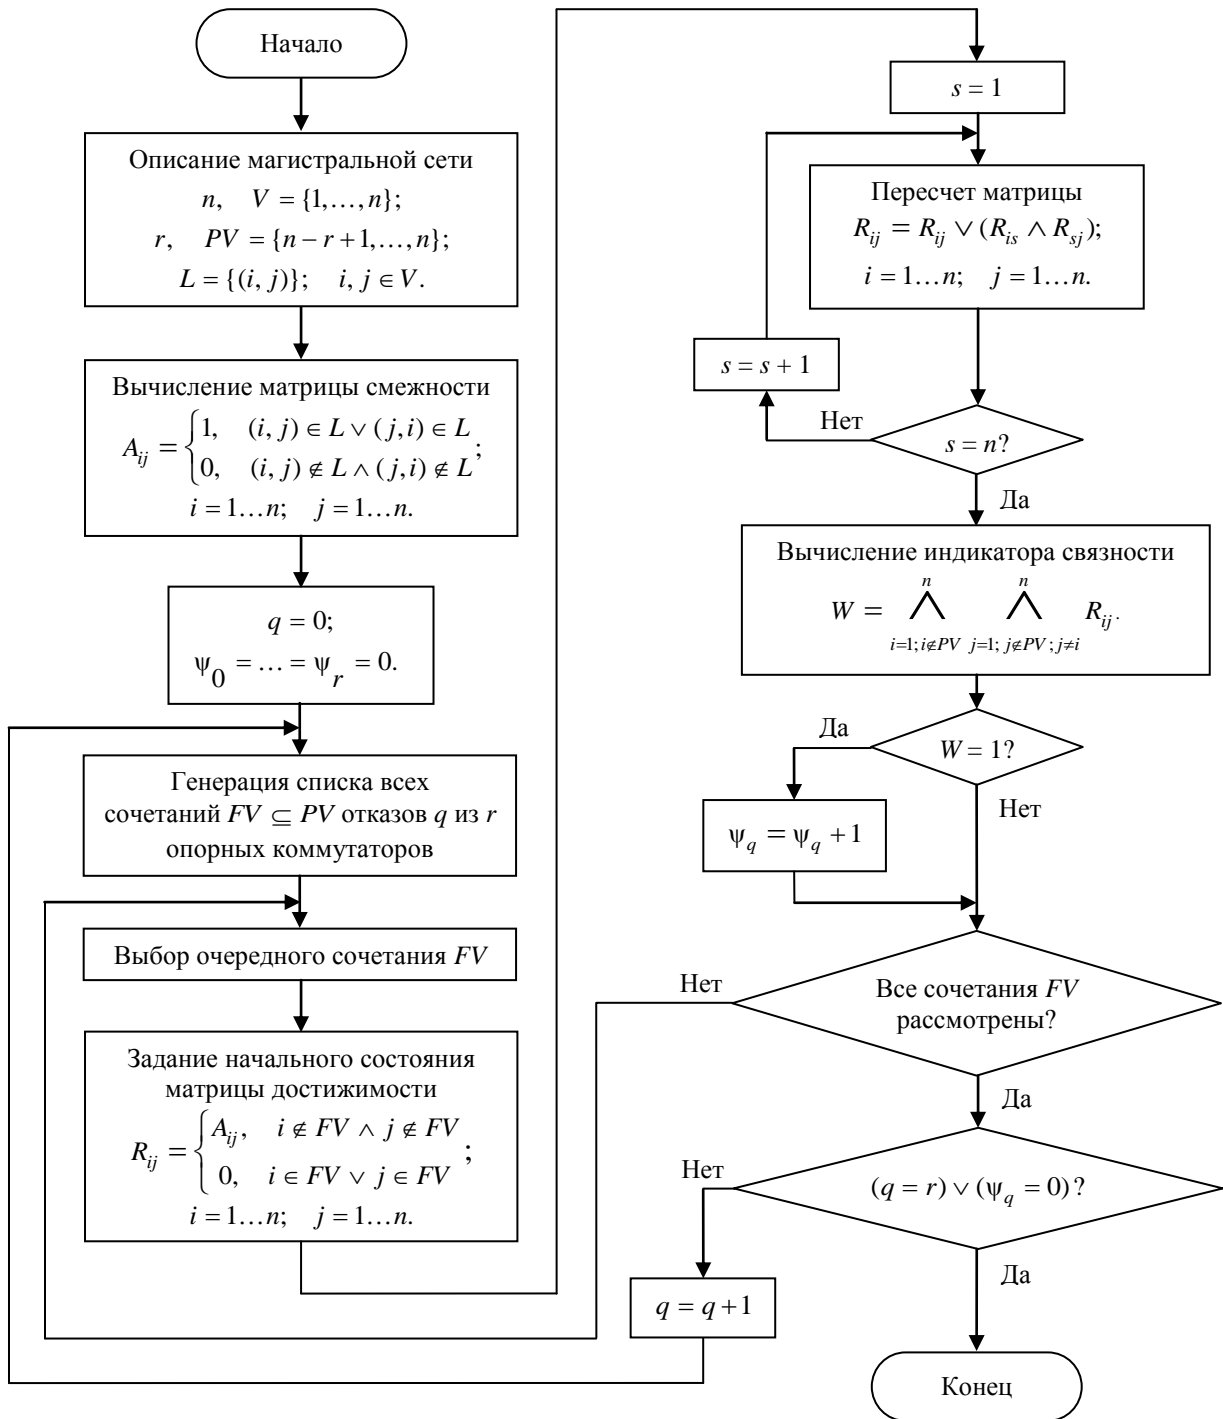 Начало
Описание магистральной сети
n, V = {1,…,n};
r, PV = {n − r + 1,…,n};
L = {(i, j)}; i, j ∈ V.
Вычисление матрицы смежности
A_ij = { 1, (i, j) ∈ L ∨ (j,i) ∈ L
0, (i, j) ∉ L ∧ (j,i) ∉ L ;
i = 1…n; j = 1…n.
q = 0;
ψ_0 = … = ψ_r = 0.
Генерация списка всех
сочетаний FV ⊆ PV отказов q из r
опорных коммутаторов
Выбор очередного сочетания FV
Задание начального состояния
матрицы достижимости
R_ij = { A_ij, i ∉ FV ∧ j ∉ FV
0, i ∈ FV ∨ j ∈ FV ;
i = 1…n; j = 1…n.
s = 1
Пересчет матрицы
R_ij = R_ij ∨ (R_is ∧ R_sj);
i = 1…n; j = 1…n.
s = s + 1
Нет
s = n?
Да
Вычисление индикатора связности
n n
W = ∧ ∧ R_ij.
i=1; i∉PV j=1; j∉PV; j≠i
Да
W = 1?
Нет
ψ_q = ψ_q + 1
Нет
Все сочетания FV
рассмотрены?
Да
Нет
(q = r) ∨ (ψ_q = 0)?
Да
q = q + 1
Конец